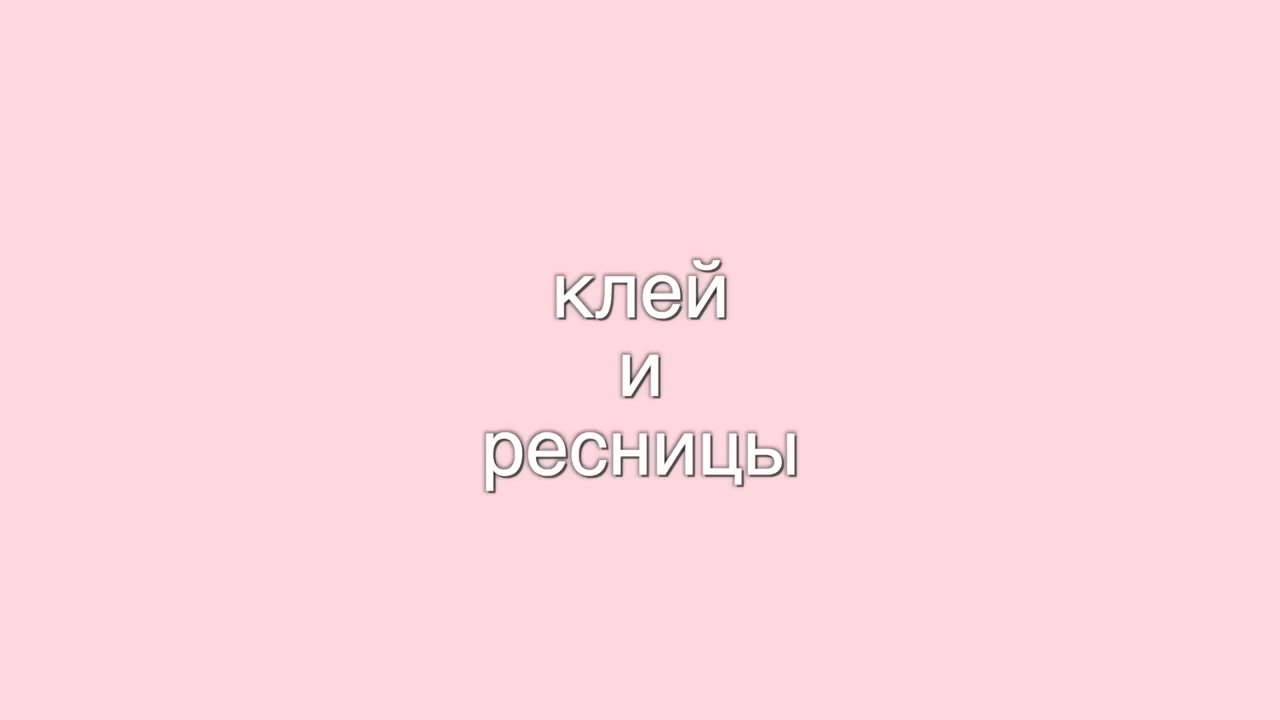 клей
и
ресницы